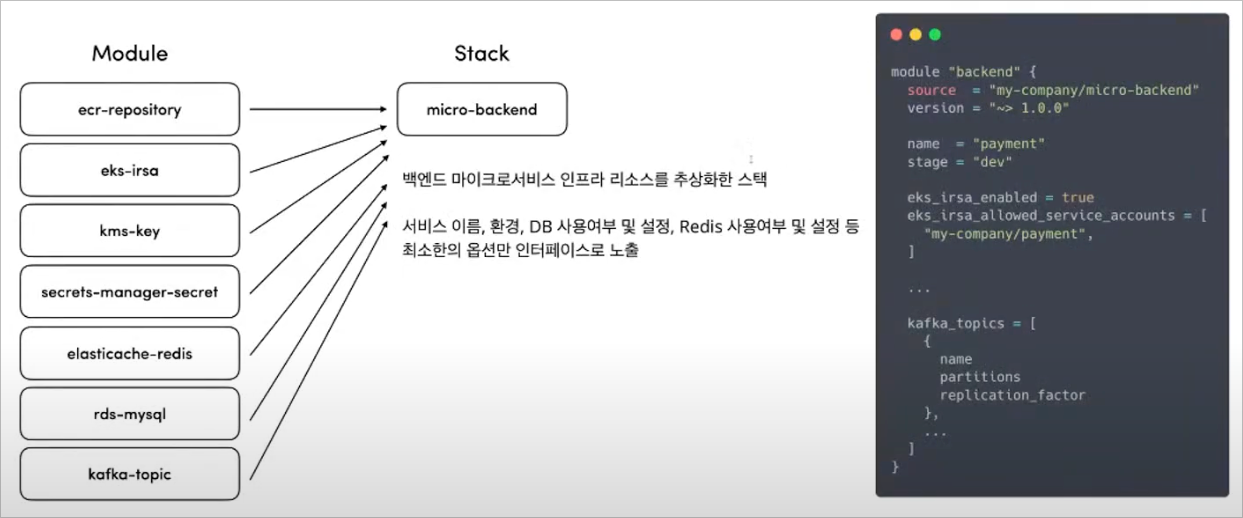 Module
ecr-repository
eks-irsa
kms-key
secrets-manager-secret
elasticache-redis
rds-mysql
kafka-topic
Stack
micro-backend
백엔드 마이크로서비스 인프라 리소스를 추상화한 스택
서비스 이름, 환경, DB 사용여부 및 설정, Redis 사용여부 및 설정 등
최소한의 옵션만 인터페이스로 노출
module "backend" {
  source  = "my-company/micro-backend"
  version = "~> 1.0.0"

  name  = "payment"
  stage = "dev"

  eks_irsa_enabled = true
  eks_irsa_allowed_service_accounts = [
    "my-company/payment",
  ]

  ...

  kafka_topics = [
    {
      name
      partitions
      replication_factor
    },
    ...
  ]
}